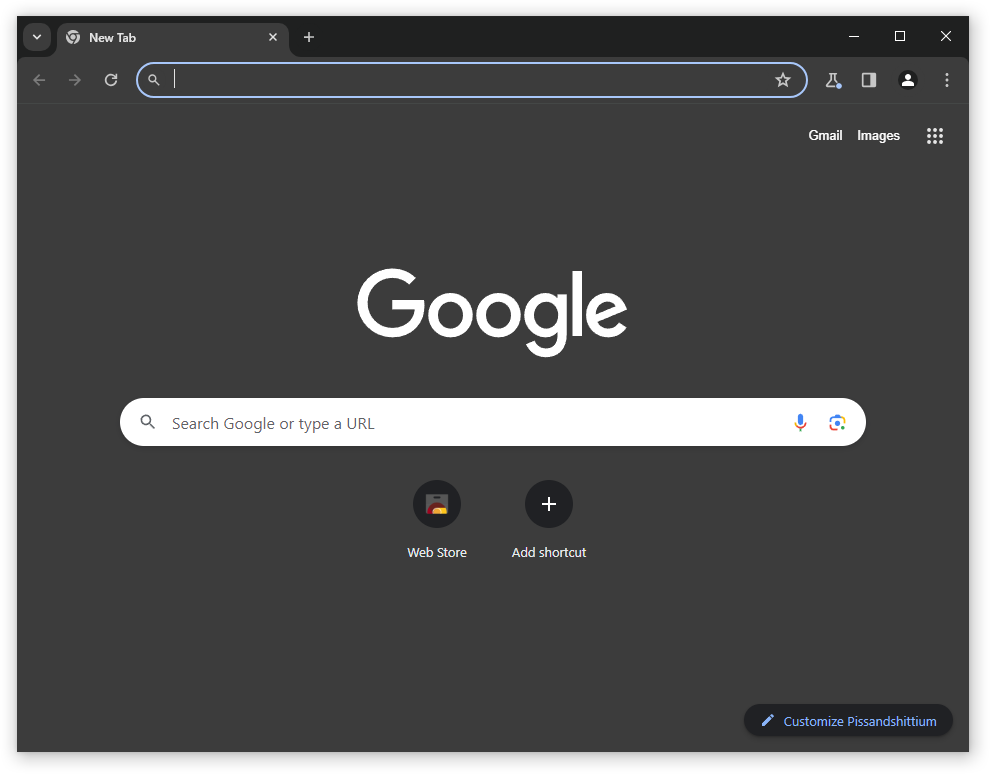 New Tab
Gmail Images
Google
Search Google or type a URL
Web Store Add shortcut
Customize Pissandshittium